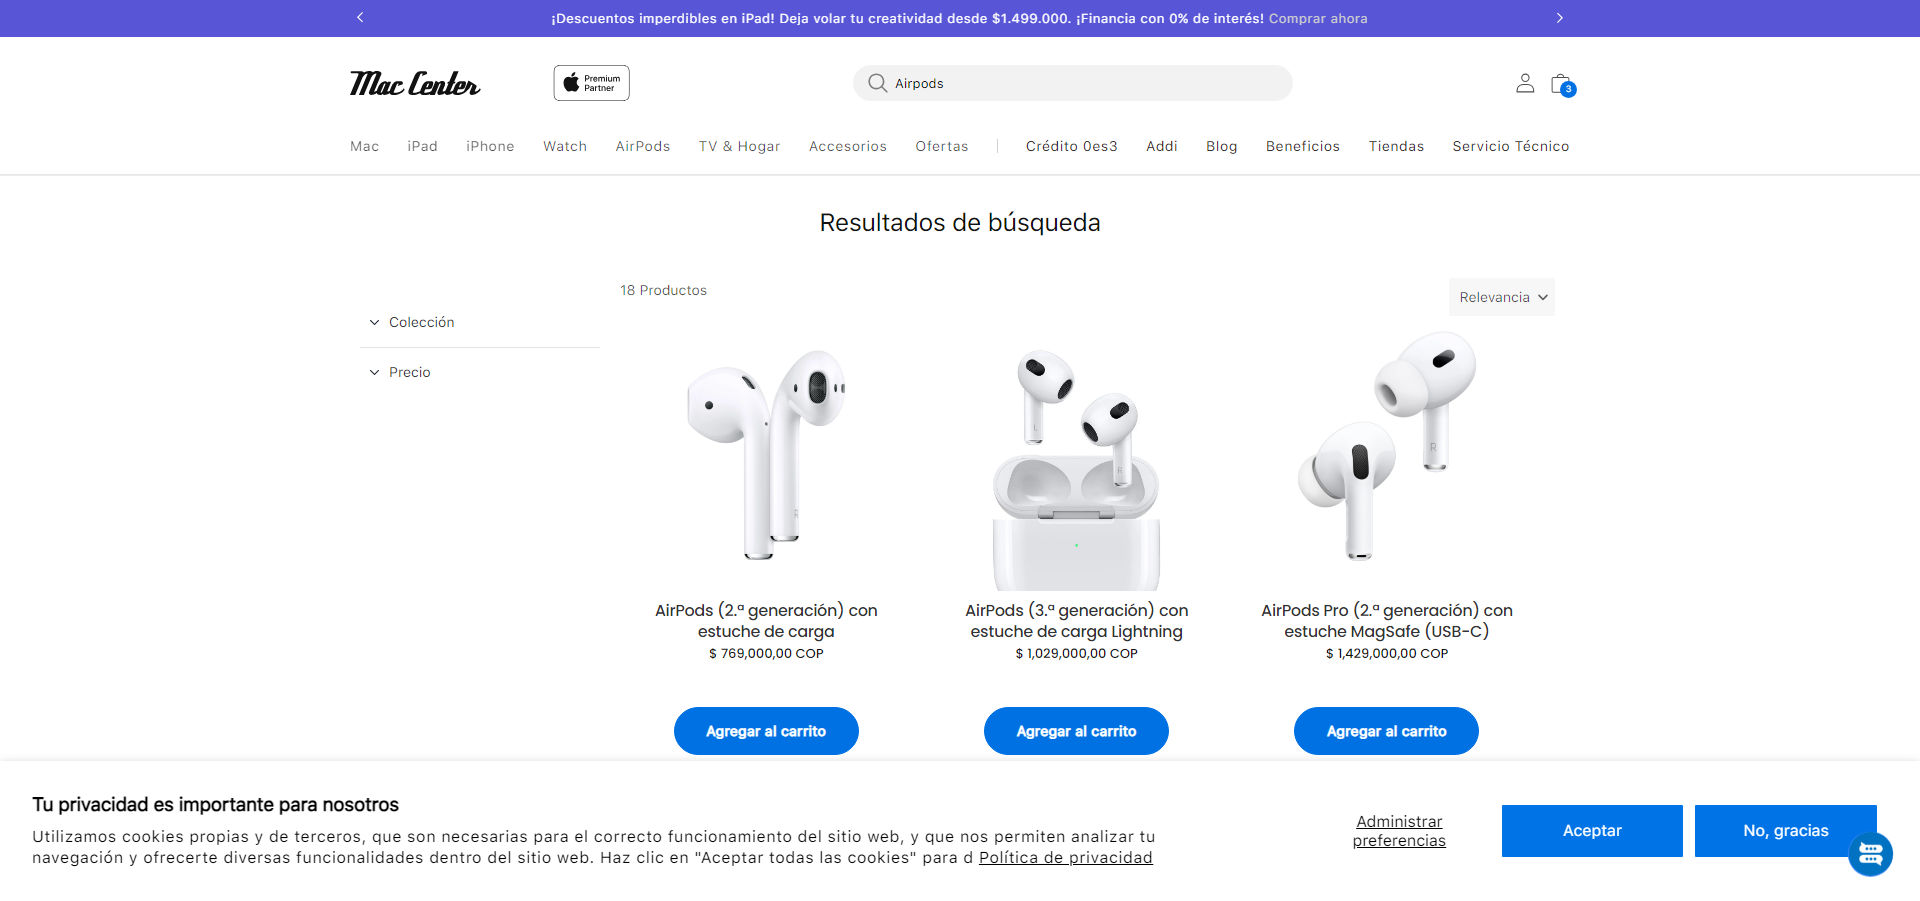 ¡Descuentos imperdibles en iPad! Deja volar tu creatividad desde $1.499.000. ¡Financia con 0% de interés! Comprar ahora
Mac Center
Premium
Partner
Airpods
3
Mac iPad iPhone Watch AirPods TV & Hogar Accesorios Ofertas Crédito 0es3 Addi Blog Beneficios Tiendas Servicio Técnico
Resultados de búsqueda
18 Productos
Relevancia
Colección
Precio
AirPods (2.ª generación) con
estuche de carga
$ 769,000,00 COP
Agregar al carrito
AirPods (3.ª generación) con
estuche de carga Lightning
$ 1,029,000,00 COP
Agregar al carrito
AirPods Pro (2.ª generación) con
estuche MagSafe (USB-C)
$ 1,429,000,00 COP
Agregar al carrito
Tu privacidad es importante para nosotros
Utilizamos cookies propias y de terceros, que son necesarias para el correcto funcionamiento del sitio web, y que nos permiten analizar tu
navegación y ofrecerte diversas funcionalidades dentro del sitio web. Haz clic en "Aceptar todas las cookies" para d Política de privacidad
Administrar
preferencias
Aceptar
No, gracias